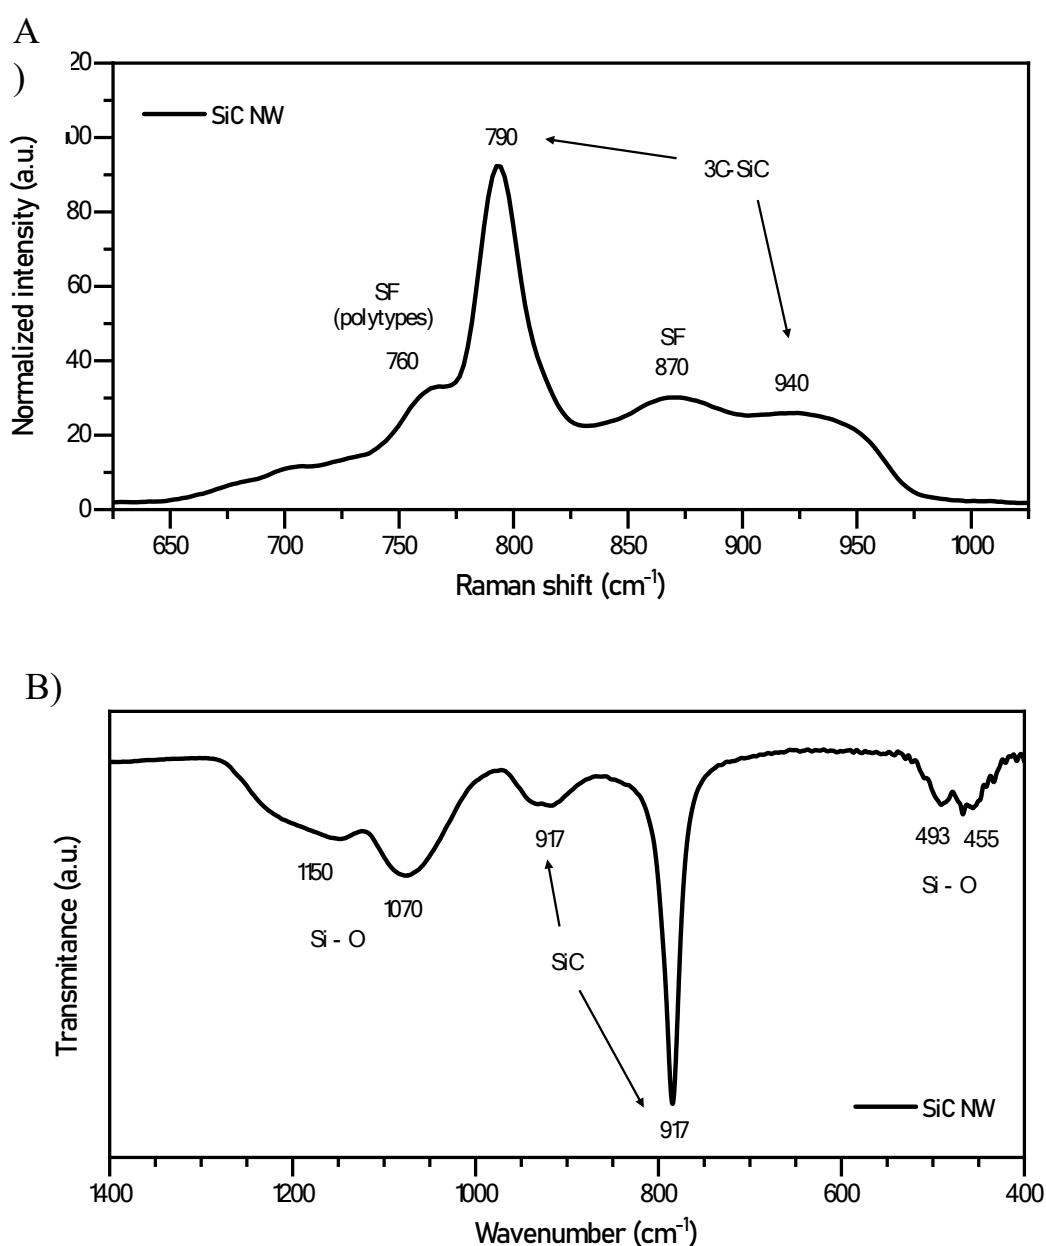 A
)
20
00
80
60
40
20
0
Normalized intensity (a.u.)
SiC NW
790
3C-SiC
SF
(polytypes)
760
SF
870
940
650 700 750 800 850 900 950 1000
Raman shift (cm⁻¹)
B)
Transmitance (a.u.)
1150
1070
Si - O
917
SiC
917
493 455
Si - O
SiC NW
1400 1200 1000 800 600 400
Wavenumber (cm⁻¹)